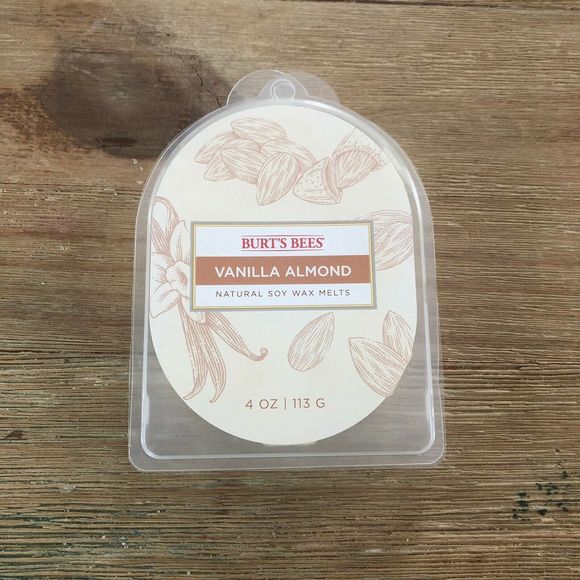 BURT'S BEES
VANILLA ALMOND
NATURAL SOY WAX MELTS
4 OZ | 113 G